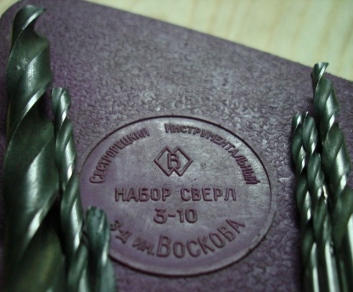 СЕСТРОРЕЦКИЙ ИНСТРУМЕНТАЛЬНЫЙ
В
НАБОР СВЕРЛ
3-10
З-Д ИМ. ВОСКОВА